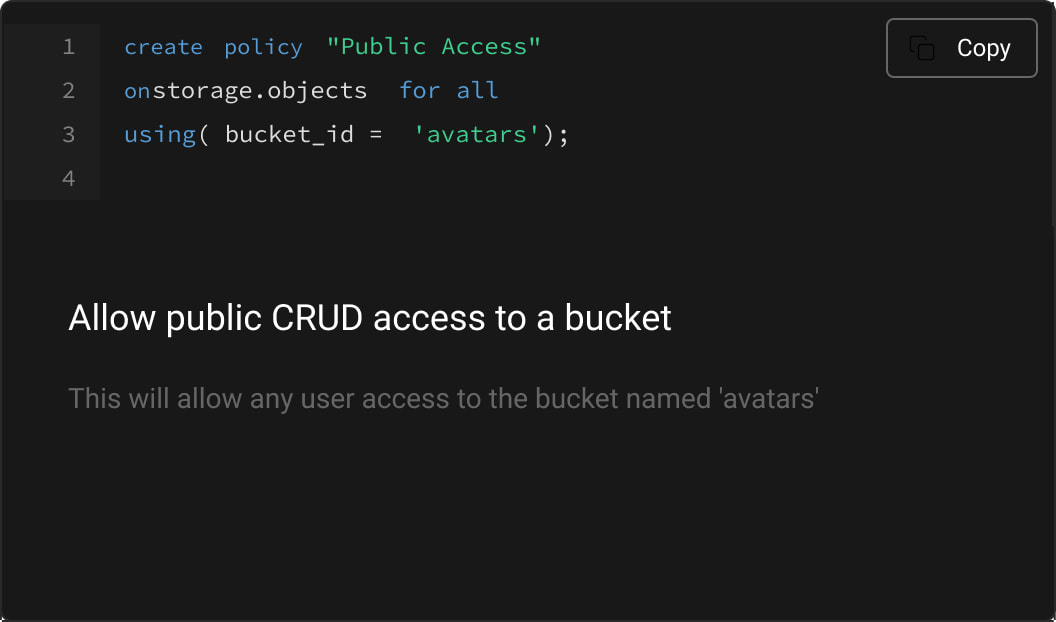 1 create policy "Public Access"
Copy
2 onstorage.objects for all
3 using( bucket_id = 'avatars');
4
Allow public CRUD access to a bucket
This will allow any user access to the bucket named 'avatars'